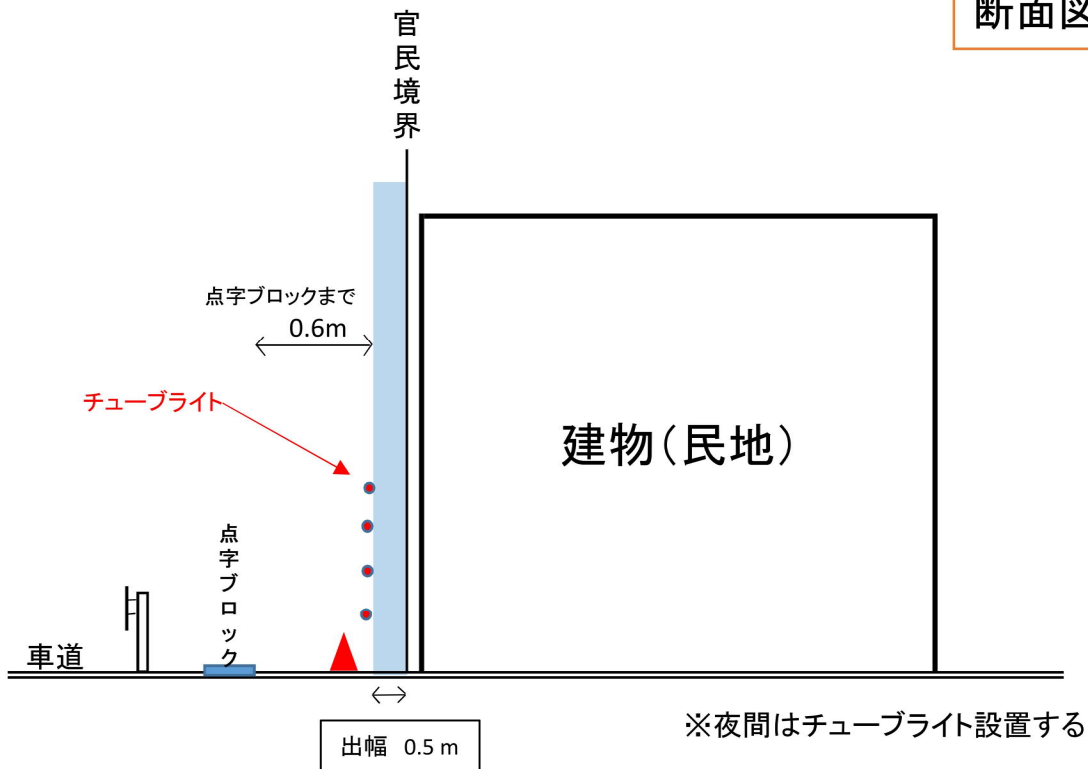 断面図
官民境界
点字ブロックまで
0.6m
チューブライト
建物(民地)
点字ブロック
車道
出幅 0.5 m
※夜間はチューブライト設置する